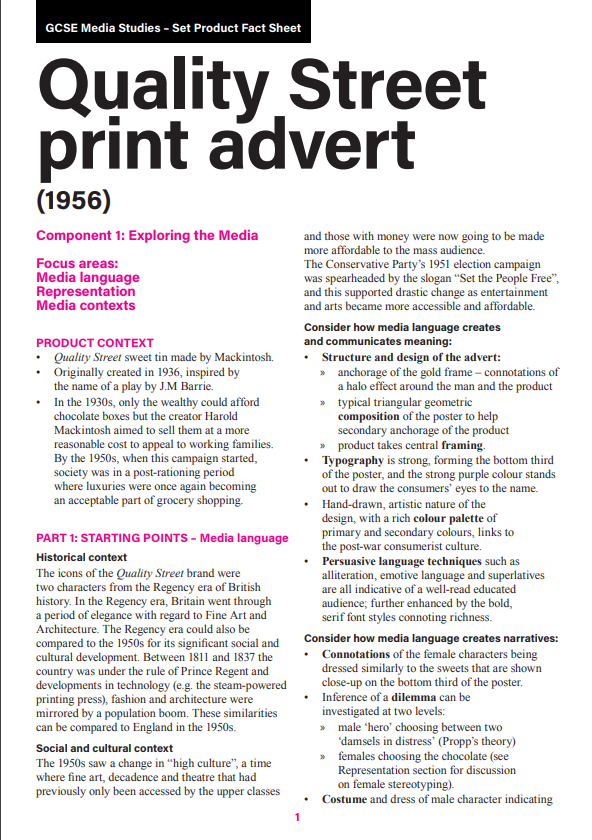 GCSE Media Studies – Set Product Fact Sheet
Quality Street
print advert
(1956)
Component 1: Exploring the Media
Focus areas:
Media language
Representation
Media contexts
PRODUCT CONTEXT
• Quality Street sweet tin made by Mackintosh.
• Originally created in 1936, inspired by
the name of a play by J.M Barrie.
• In the 1930s, only the wealthy could afford
chocolate boxes but the creator Harold
Mackintosh aimed to sell them at a more
reasonable cost to appeal to working families.
By the 1950s, when this campaign started,
society was in a post-rationing period
where luxuries were once again becoming
an acceptable part of grocery shopping.
PART 1: STARTING POINTS – Media language
Historical context
The icons of the Quality Street brand were
two characters from the Regency era of British
history. In the Regency era, Britain went through
a period of elegance with regard to Fine Art and
Architecture. The Regency era could also be
compared to the 1950s for its significant social and
cultural development. Between 1811 and 1837 the
country was under the rule of Prince Regent and
developments in technology (e.g. the steam-powered
printing press), fashion and architecture were
mirrored by a population boom. These similarities
can be compared to England in the 1950s.
Social and cultural context
The 1950s saw a change in “high culture”, a time
where fine art, decadence and theatre that had
previously only been accessed by the upper classes
and those with money were now going to be made
more affordable to the mass audience.
The Conservative Party’s 1951 election campaign
was spearheaded by the slogan “Set the People Free”,
and this supported drastic change as entertainment
and arts became more accessible and affordable.
Consider how media language creates
and communicates meaning:
• Structure and design of the advert:
» anchorage of the gold frame – connotations of
a halo effect around the man and the product
» typical triangular geometric
composition of the poster to help
secondary anchorage of the product
» product takes central framing.
• Typography is strong, forming the bottom third
of the poster, and the strong purple colour stands
out to draw the consumers’ eyes to the name.
• Hand-drawn, artistic nature of the
design, with a rich colour palette of
primary and secondary colours, links to
the post-war consumerist culture.
• Persuasive language techniques such as
alliteration, emotive language and superlatives
are all indicative of a well-read educated
audience; further enhanced by the bold,
serif font styles connoting richness.
Consider how media language creates narratives:
• Connotations of the female characters being
dressed similarly to the sweets that are shown
close-up on the bottom third of the poster.
• Inference of a dilemma can be
investigated at two levels:
» male ‘hero’ choosing between two
‘damsels in distress’ (Propp’s theory)
» females choosing the chocolate (see
Representation section for discussion
on female stereotyping).
• Costume and dress of male character indicating
1